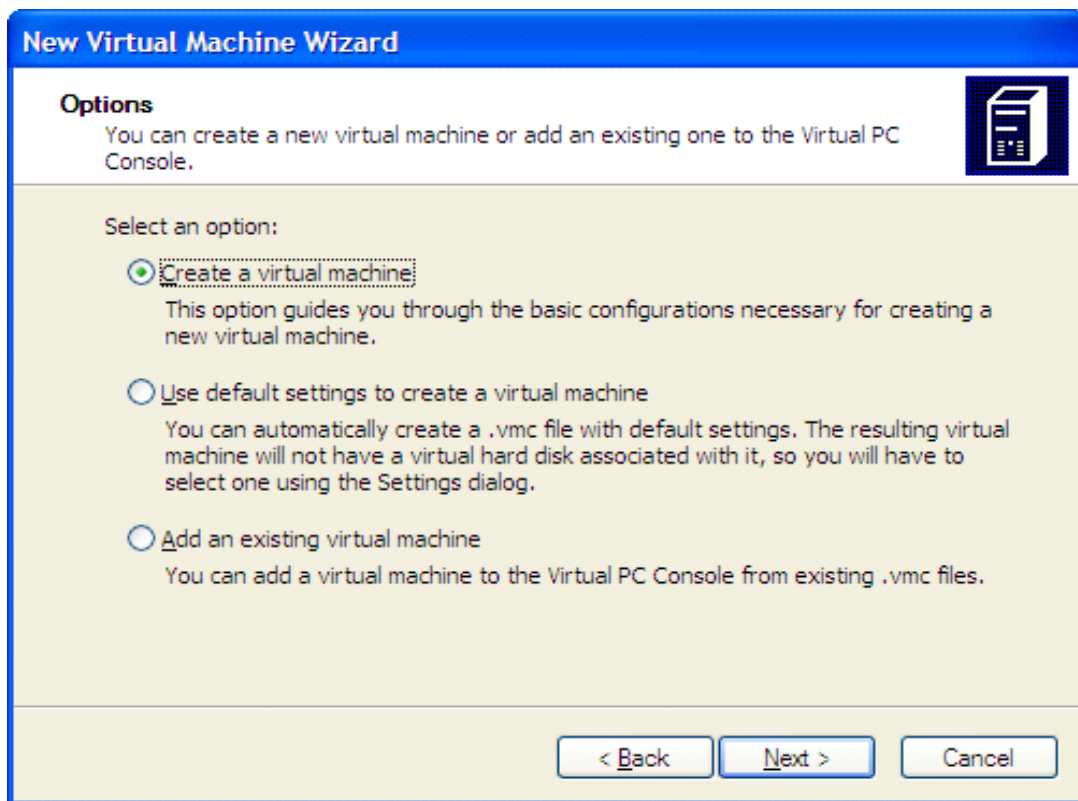 New Virtual Machine Wizard
Options
You can create a new virtual machine or add an existing one to the Virtual PC
Console.
Select an option:
Create a virtual machine
This option guides you through the basic configurations necessary for creating a
new virtual machine.
Use default settings to create a virtual machine
You can automatically create a .vmc file with default settings. The resulting virtual
machine will not have a virtual hard disk associated with it, so you will have to
select one using the Settings dialog.
Add an existing virtual machine
You can add a virtual machine to the Virtual PC Console from existing .vmc files.
< Back Next > Cancel